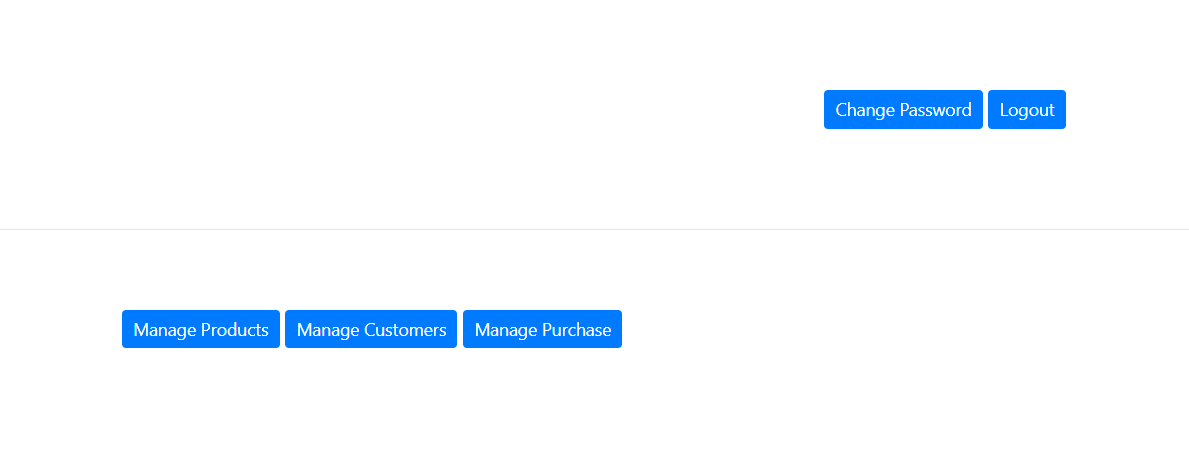 Change Password Logout
Manage Products Manage Customers Manage Purchase